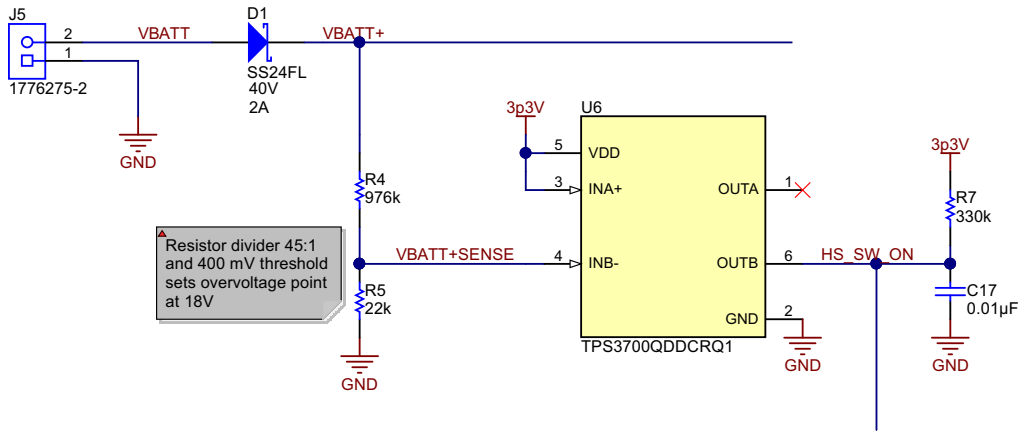 J5
2
1
1776275-2
VBATT
D1
SS24FL
40V
2A
VBATT+
GND
R4
976k
Resistor divider 45:1
and 400 mV threshold
sets overvoltage point
at 18V
VBATT+SENSE
R5
22k
GND
3p3V
U6
5
VDD
3
INA+
4
INB-
OUTA
1
OUTB
6
GND
2
TPS3700QDDCRQ1
GND
HS_SW_ON
3p3V
R7
330k
C17
0.01µF
GND